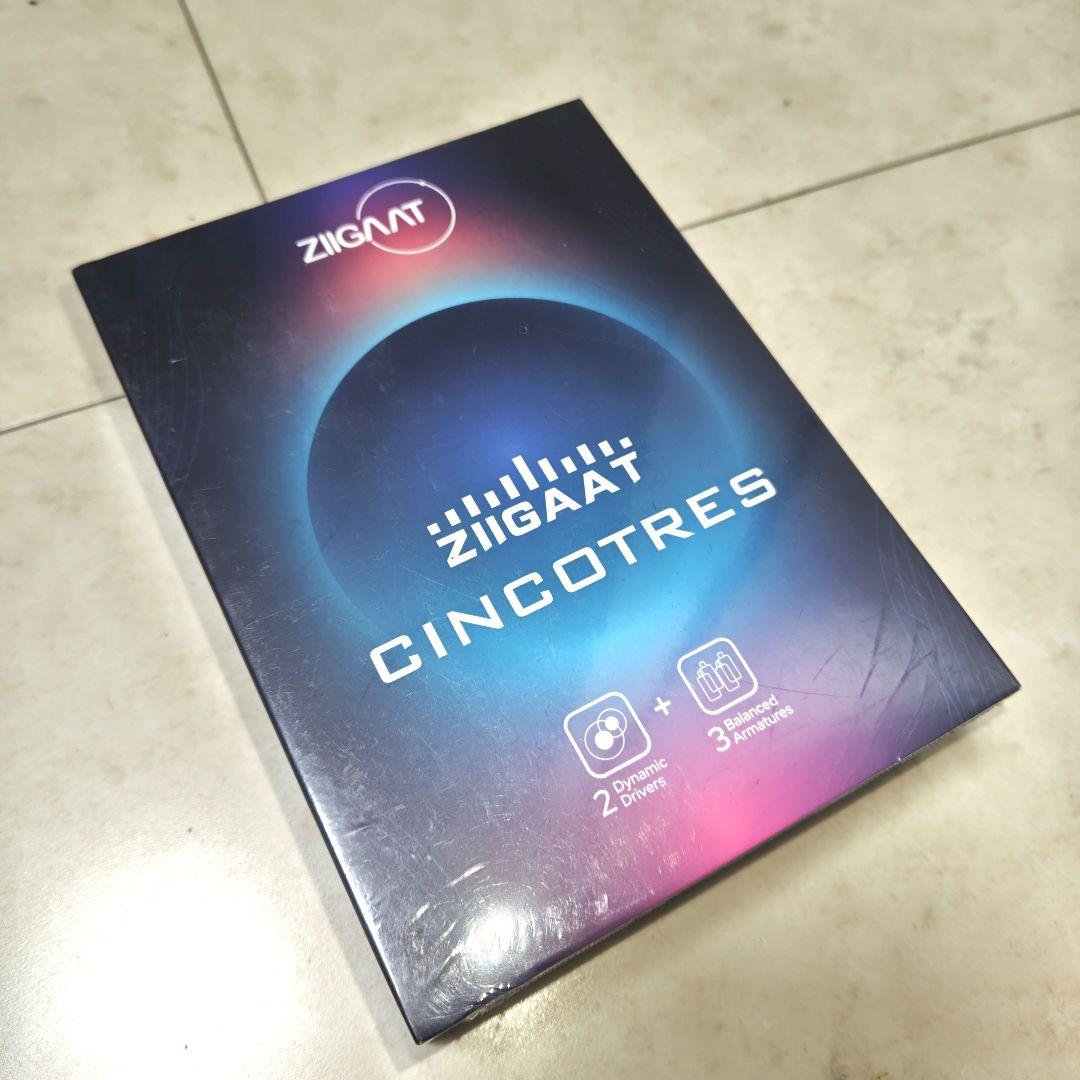 ZIIGAAT
ZIIGAAT
CINCOTRES
+
2 Dynamic
Drivers
3 Balanced
Armatures